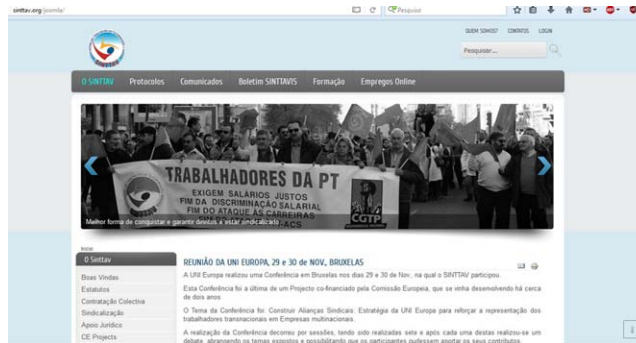 sinttav.org/joomla/
Pesquisar
QUEM SOMOS?
CONTATOS
LOGIN
Pesquisar...
O SINTTAV
Protocolos
Comunicados
Boletim SINTTAVIS
Formação
Empregos Online
TRABALHADORES DA PT
EXIGEM SALÁRIOS JUSTOS
FIM DA DISCRIMINAÇÃO SALARIAL
FIM DO ATAQUE ÀS CARREIRAS
CGTP
Melhor forma de conquistar e garantir direitos é estar sindicalizado
Início
O Sinttav
Boas Vindas
Estatutos
Contratação Colectiva
Sindicalização
Apoio Jurídico
CE Projects
REUNIÃO DA UNI EUROPA, 29 e 30 de NOV., BRUXELAS
A UNI Europa realizou uma Conferência em Bruxelas nos dias 29 e 30 de Nov., na qual o SINTTAV participou.
Esta Conferência foi a última de um Projecto co-financiado pela Comissão Europeia, que se vinha desenvolvendo há cerca
de dois anos
O Tema da Conferência foi: Construir Alianças Sindicais: Estratégia da UNI Europa para reforçar a representação dos
trabalhadores transnacionais em Empresas multinacionais.
A realização da Conferência decorreu por sessões, tendo sido realizadas sete e após cada uma destas realizou-se um
debate, abrangendo os temas expostos e possibilitando que os participantes pudessem aportar os seus contributos.